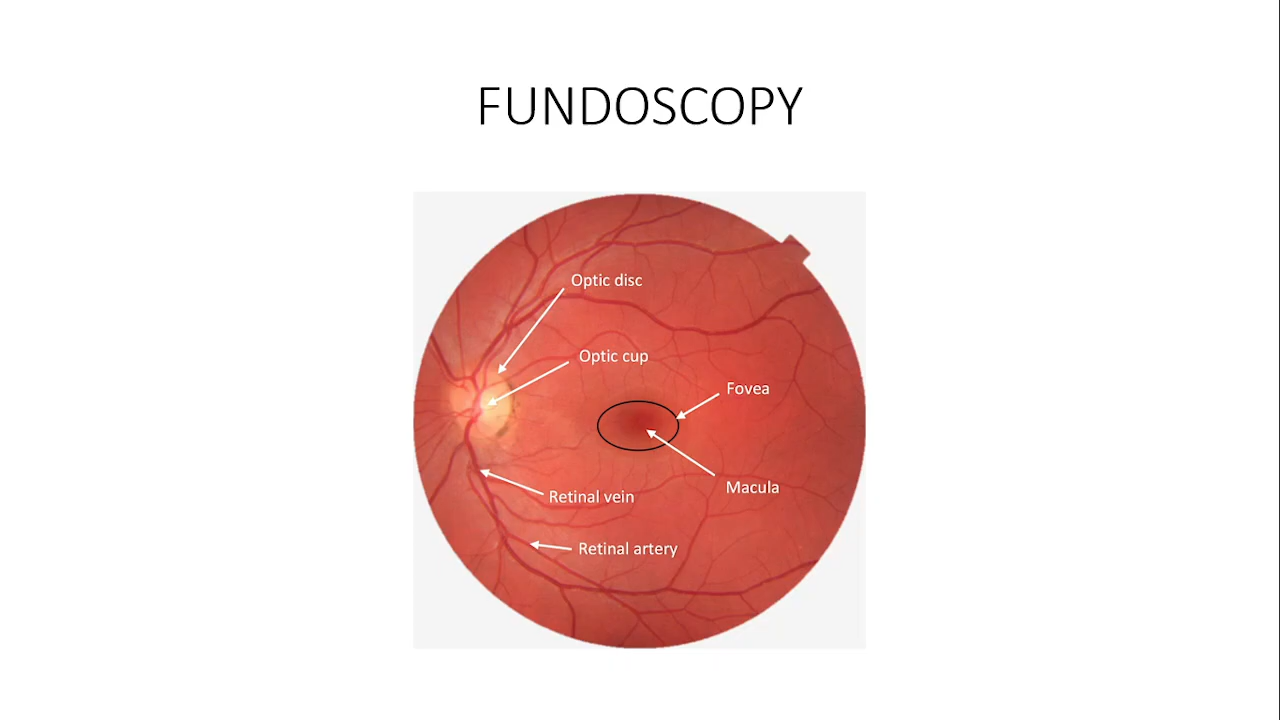 FUNDOSCOPY
Optic disc
Optic cup
Fovea
Macula
Retinal vein
Retinal artery